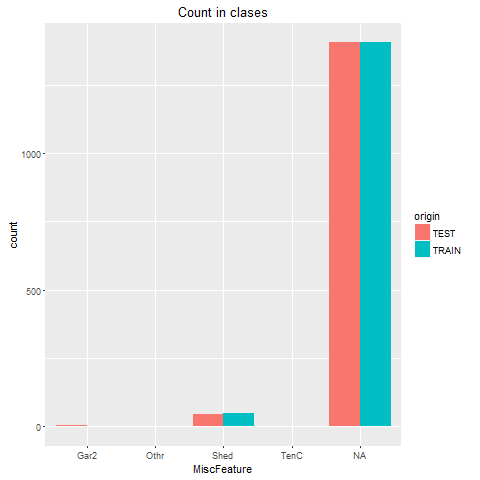 Count in clases
count
1000
500
0
Gar2
Othr
Shed
TenC
NA
MiscFeature
origin
TEST
TRAIN